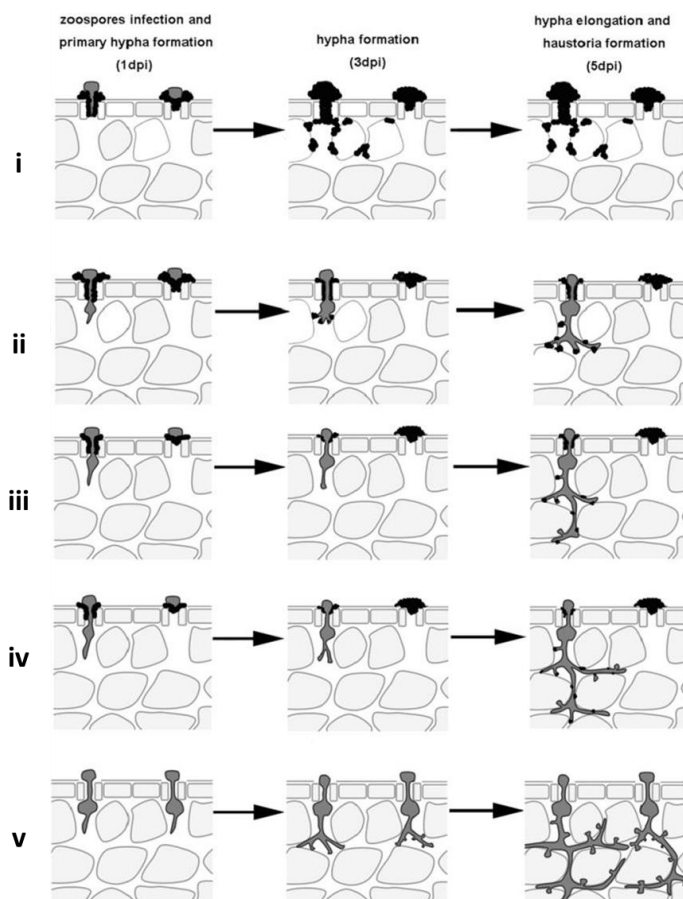 zoospores infection and
primary hypha formation
(1dpi)
hypha formation
(3dpi)
hypha elongation and
haustoria formation
(5dpi)
i
ii
iii
iv
v